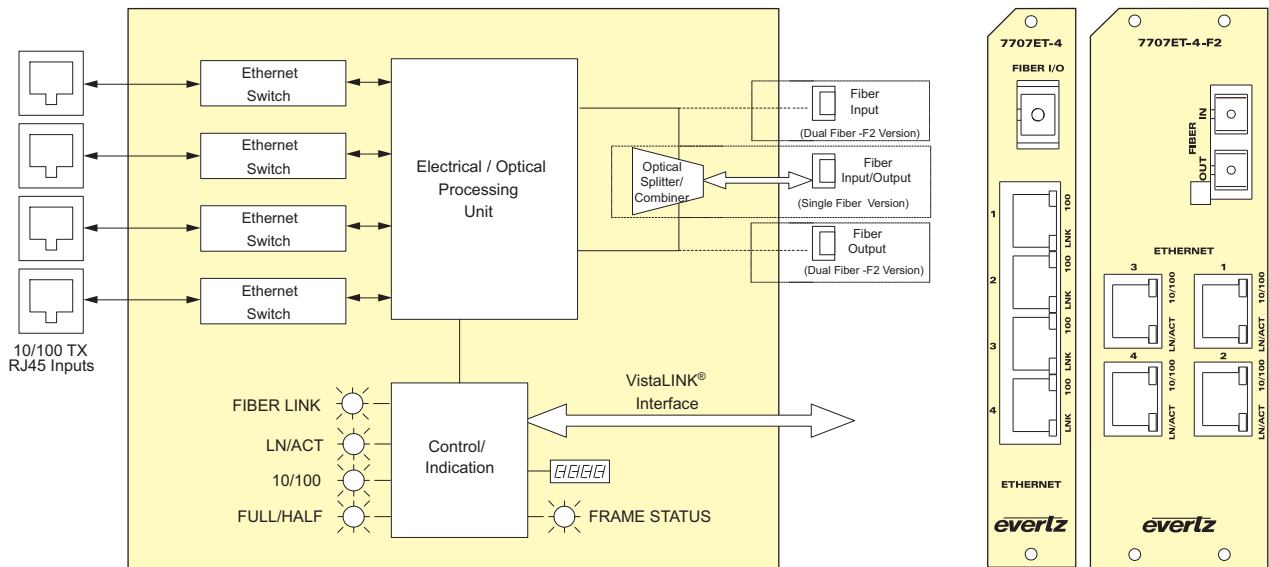 Ethernet
Switch
Ethernet
Switch
Ethernet
Switch
Ethernet
Switch
10/100 TX
RJ45 Inputs
Electrical / Optical
Processing
Unit
Fiber
Input
(Dual Fiber -F2 Version)
Optical
Splitter/
Combiner
Fiber
Input/Output
(Single Fiber Version)
Fiber
Output
(Dual Fiber -F2 Version)
VistaLINK®
Interface
FIBER LINK
LN/ACT
10/100
FULL/HALF
Control/
Indication
8888
FRAME STATUS
7707ET-4
FIBER I/O
1
100
LNK
2
100
LNK
3
100
LNK
4
100
LNK
ETHERNET
evertz
7707ET-4-F2
FIBER
IN
OUT
ETHERNET
3
10/100
LN/ACT
1
10/100
LN/ACT
4
10/100
LN/ACT
2
10/100
LN/ACT
evertz